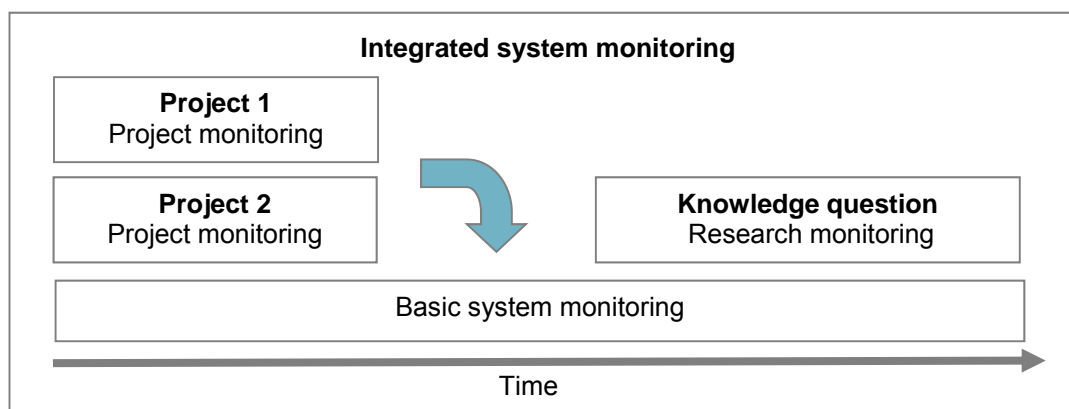 Integrated system monitoring
Project 1
Project monitoring
Project 2
Project monitoring
Knowledge question
Research monitoring
Basic system monitoring
Time